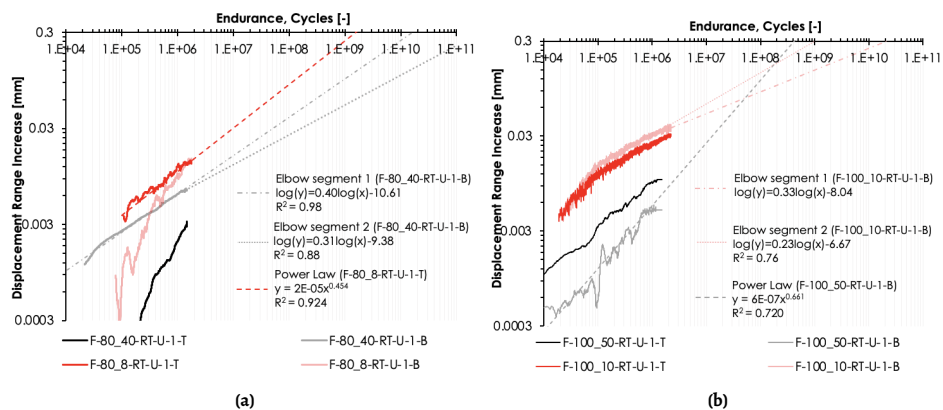 Endurance, Cycles [-]
0.3
1.E+04 1.E+05 1.E+06 1.E+07 1.E+08 1.E+09 1.E+10 1.E+11
Displacement Range Increase [mm]
0.03
0.003
0.0003
Elbow segment 1 (F-80_40-RT-U-1-B)
log(y)=0.40log(x)-10.61
R² = 0.98
Elbow segment 2 (F-80_40-RT-U-1-B)
log(y)=0.31log(x)-9.38
R² = 0.88
Power Law (F-80_8-RT-U-1-T)
y = 2E-05x^0.454
R² = 0.924
F-80_40-RT-U-1-T F-80_40-RT-U-1-B
F-80_8-RT-U-1-T F-80_8-RT-U-1-B
(a)
Endurance, Cycles [-]
0.3
1.E+04 1.E+05 1.E+06 1.E+07 1.E+08 1.E+09 1.E+10 1.E+11
Displacement Range Increase [mm]
0.03
0.003
0.0003
Elbow segment 1 (F-100_10-RT-U-1-B)
log(y)=0.33log(x)-8.04
Elbow segment 2 (F-100_10-RT-U-1-B)
log(y)=0.23log(x)-6.67
R² = 0.76
Power Law (F-100_50-RT-U-1-B)
y = 6E-07x^0.661
R² = 0.720
F-100_50-RT-U-1-T F-100_50-RT-U-1-B
F-100_10-RT-U-1-T F-100_10-RT-U-1-B
(b)